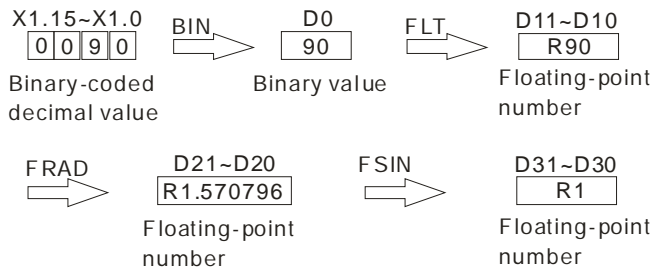 X1.15~X1.0 BIN D0 FLT D11~D10
0 0 9 0 90 R90
Binary-coded Binary value Floating-point
decimal value number
FRAD D21~D20 FSIN D31~D30
R1.570796 R1
Floating-point Floating-point
number number